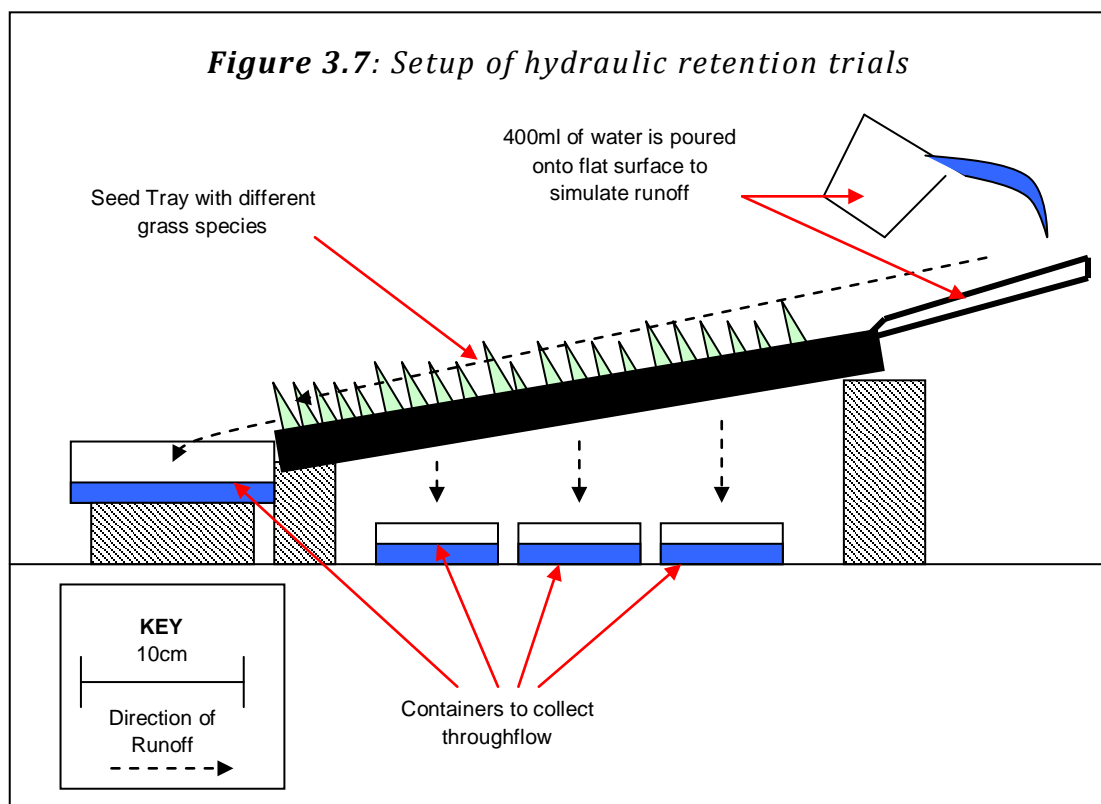 Figure 3.7: Setup of hydraulic retention trials
400ml of water is poured
onto flat surface to
simulate runoff
Seed Tray with different
grass species
KEY
10cm
Direction of
Runoff
Containers to collect
throughflow